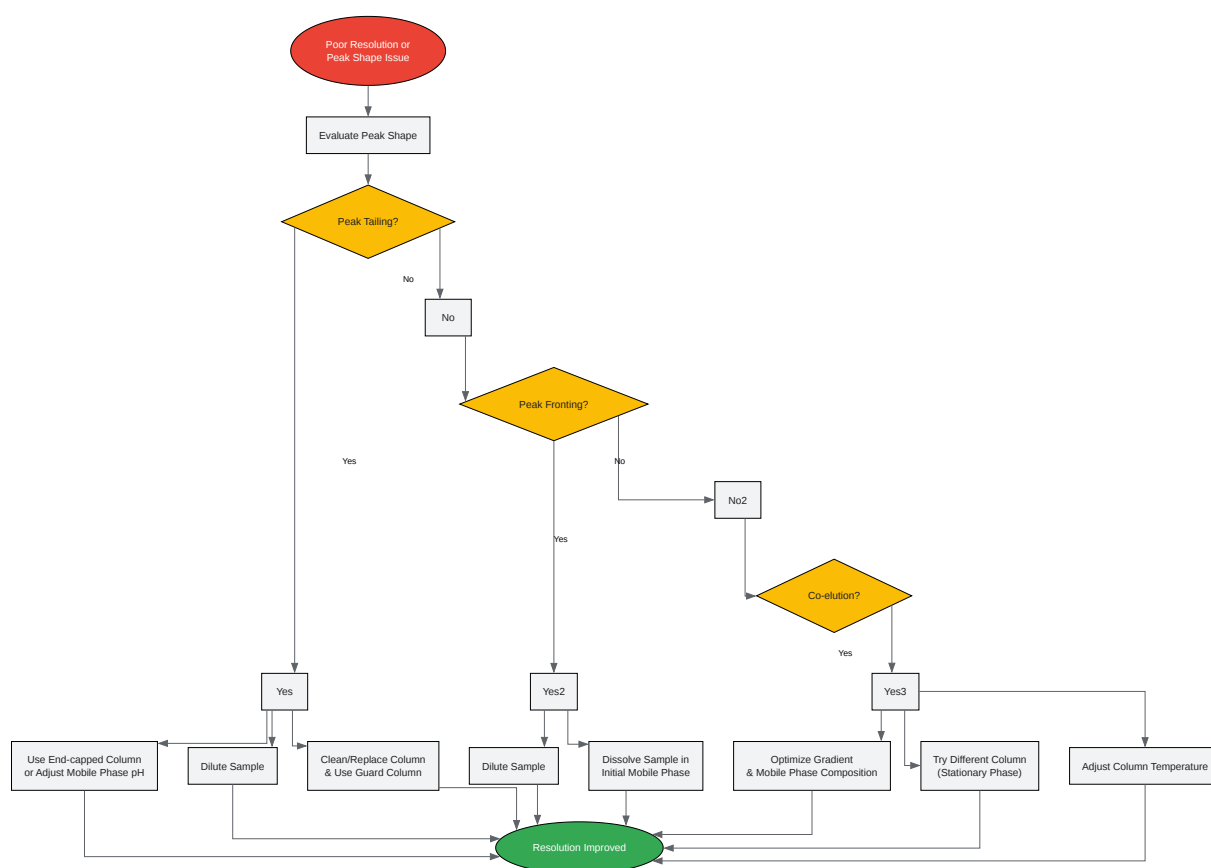 Poor Resolution or
Peak Shape Issue
Evaluate Peak Shape
Peak Tailing?
No
No
Peak Fronting?
Yes
No
No2
Yes
Co-elution?
Yes
Yes
Yes2
Yes3
Use End-capped Column
or Adjust Mobile Phase pH
Dilute Sample
Clean/Replace Column
& Use Guard Column
Dilute Sample
Dissolve Sample in
Initial Mobile Phase
Optimize Gradient
& Mobile Phase Composition
Try Different Column
(Stationary Phase)
Adjust Column Temperature
Resolution Improved